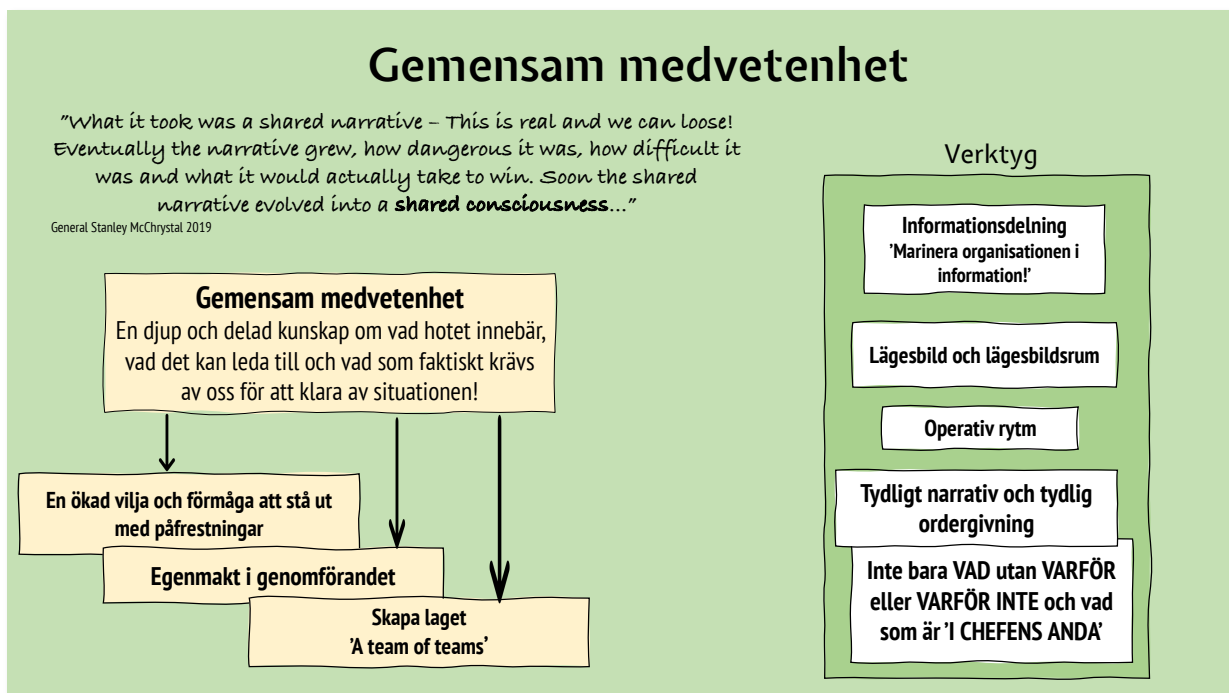 Gemensam medvetenhet
"What it took was a shared narrative – This is real and we can loose!
Eventually the narrative grew, how dangerous it was, how difficult it
was and what it would actually take to win. Soon the shared
narrative evolved into a shared consciousness..."
General Stanley McChrystal 2019
Gemensam medvetenhet
En djup och delad kunskap om vad hotet innebär,
vad det kan leda till och vad som faktiskt krävs
av oss för att klara av situationen!
En ökad vilja och förmåga att stå ut
med påfrestningar
Egenmakt i genomförandet
Skapa laget
'A team of teams'
Verktyg
Informationsdelning
'Marinera organisationen i
information!'
Lägesbild och lägesbildsrum
Operativ rytm
Tydligt narrativ och tydlig
ordergivning
Inte bara VAD utan VARFÖR
eller VARFÖR INTE och vad
som är 'I CHEFENS ANDA'